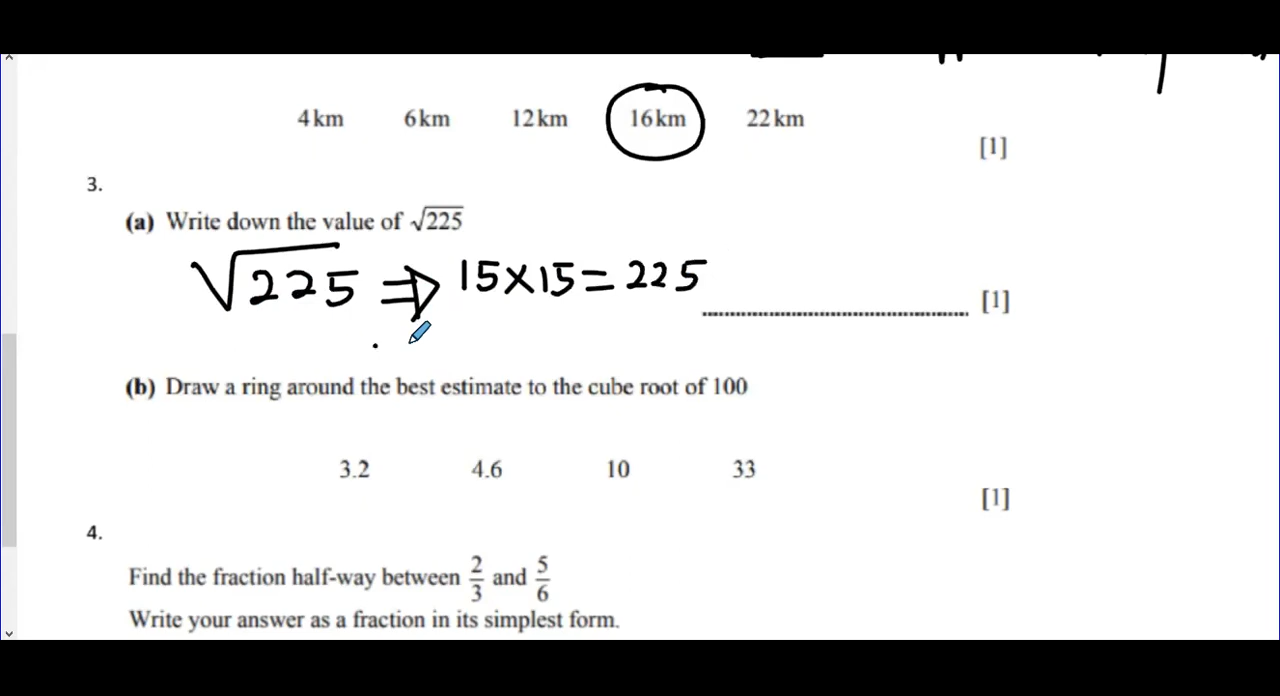 4 km 6 km 12 km 16 km 22 km
[1]
3.
(a) Write down the value of √225
√225 ⇒ 15×15=225
[1]
(b) Draw a ring around the best estimate to the cube root of 100
3.2 4.6 10 33
[1]
4.
Find the fraction half-way between 2/3 and 5/6
Write your answer as a fraction in its simplest form.